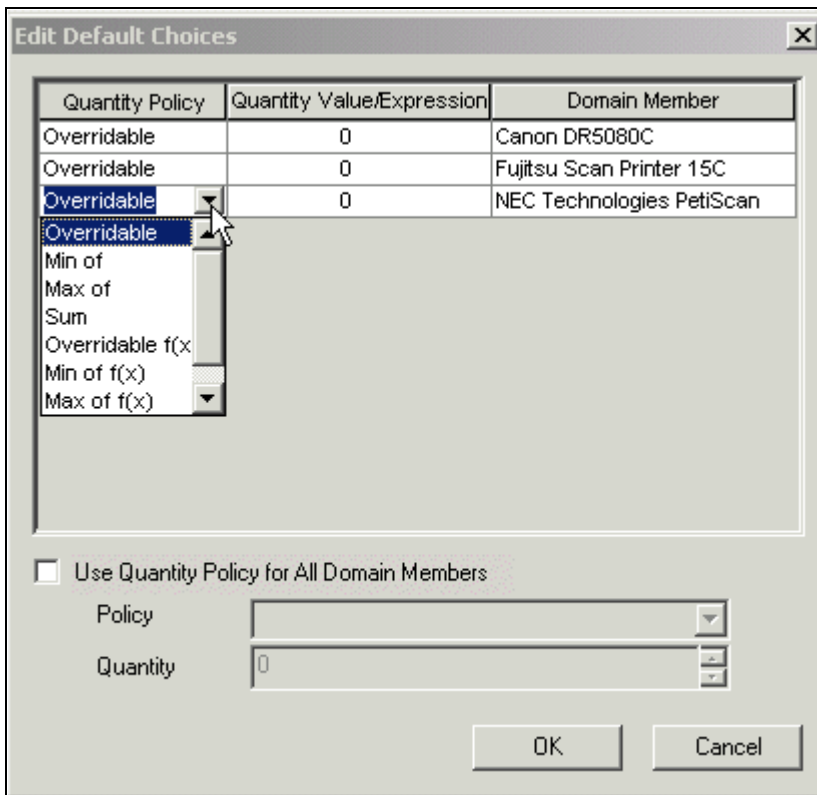 Edit Default Choices
Quantity Policy Quantity Value/Expression Domain Member
Overridable 0 Canon DR5080C
Overridable 0 Fujitsu Scan Printer 15C
Overridable 0 NEC Technologies PetiScan
Overridable
Min of
Max of
Sum
Overridable f(x
Min of f(x)
Max of f(x)
Use Quantity Policy for All Domain Members
Policy
Quantity 0
OK Cancel